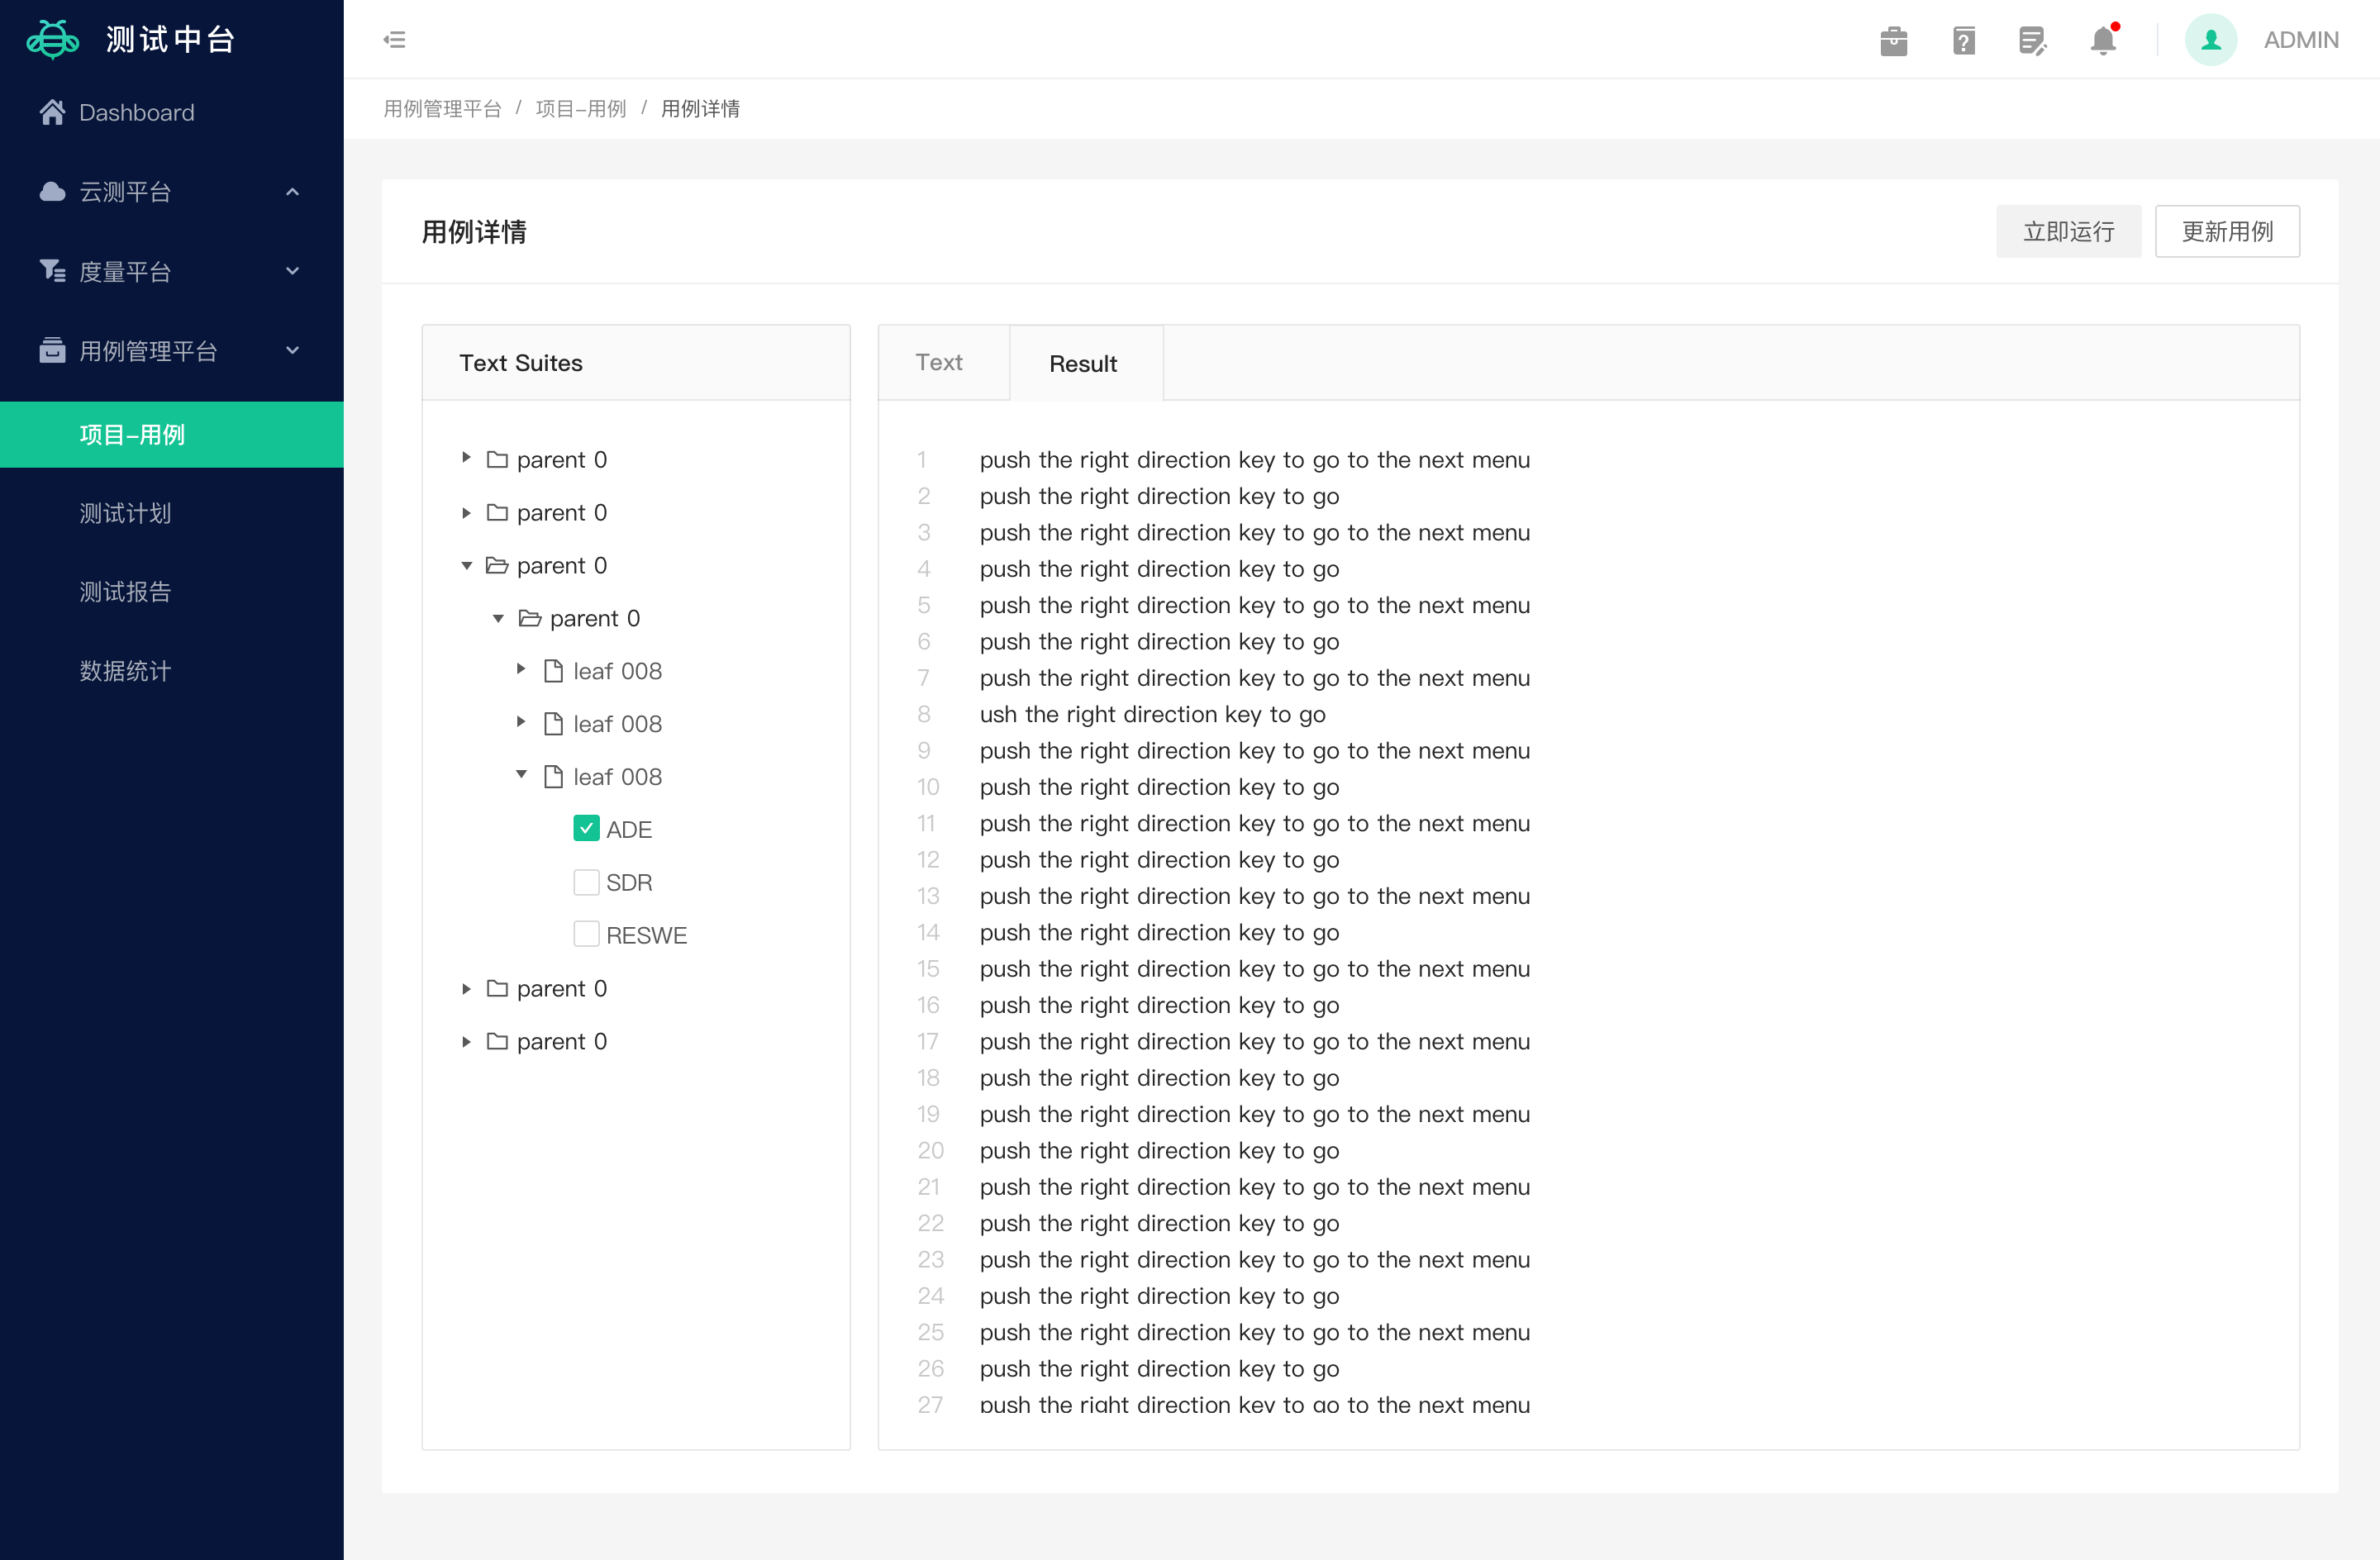 测试中台
Dashboard
云测平台
度量平台
用例管理平台
项目-用例
测试计划
测试报告
数据统计
ADMIN
用例管理平台 / 项目-用例 / 用例详情
用例详情
立即运行
更新用例
Text Suites
parent 0
parent 0
parent 0
parent 0
leaf 008
leaf 008
leaf 008
ADE
SDR
RESWE
parent 0
parent 0
Text
Result
1 push the right direction key to go to the next menu
2 push the right direction key to go
3 push the right direction key to go to the next menu
4 push the right direction key to go
5 push the right direction key to go to the next menu
6 push the right direction key to go
7 push the right direction key to go to the next menu
8 ush the right direction key to go
9 push the right direction key to go to the next menu
10 push the right direction key to go
11 push the right direction key to go to the next menu
12 push the right direction key to go
13 push the right direction key to go to the next menu
14 push the right direction key to go
15 push the right direction key to go to the next menu
16 push the right direction key to go
17 push the right direction key to go to the next menu
18 push the right direction key to go
19 push the right direction key to go to the next menu
20 push the right direction key to go
21 push the right direction key to go to the next menu
22 push the right direction key to go
23 push the right direction key to go to the next menu
24 push the right direction key to go
25 push the right direction key to go to the next menu
26 push the right direction key to go
27 push the right direction key to go to the next menu